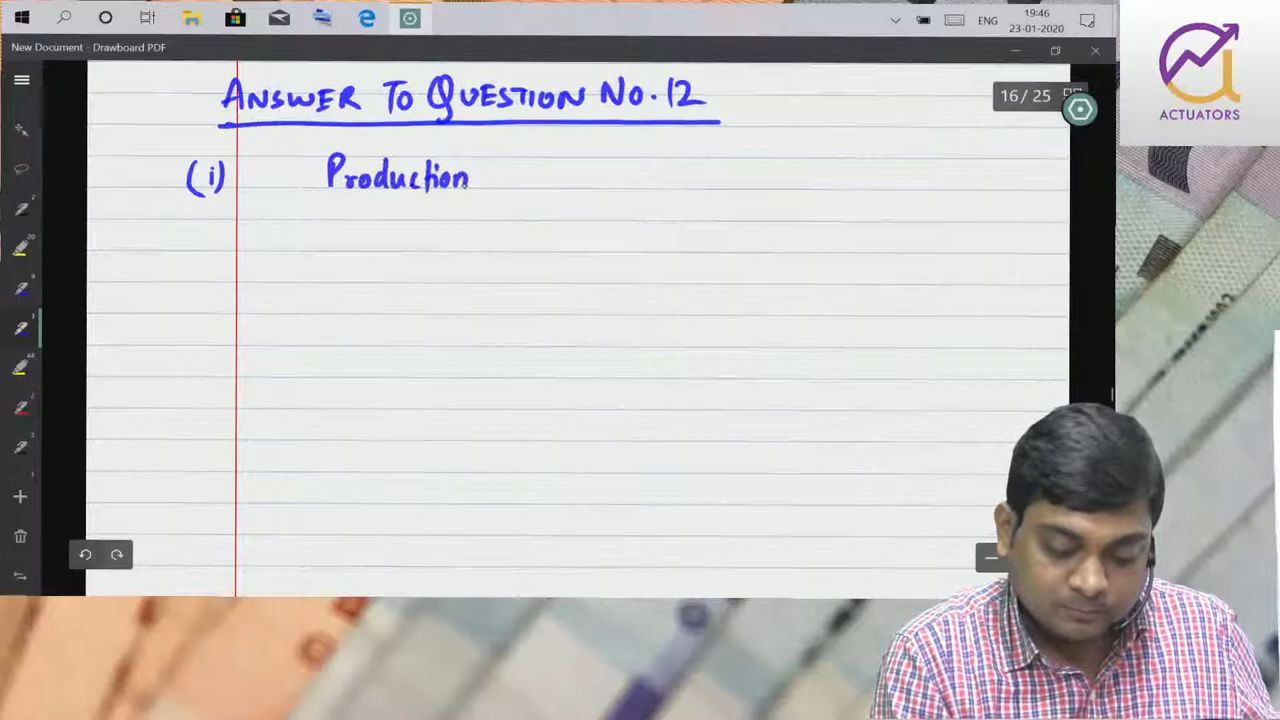 19:46
ENG
23-01-2020
New Document - Drawboard PDF
ANSWER TO QUESTION NO. 12
16 / 25
ACTUATORS
(i) Production